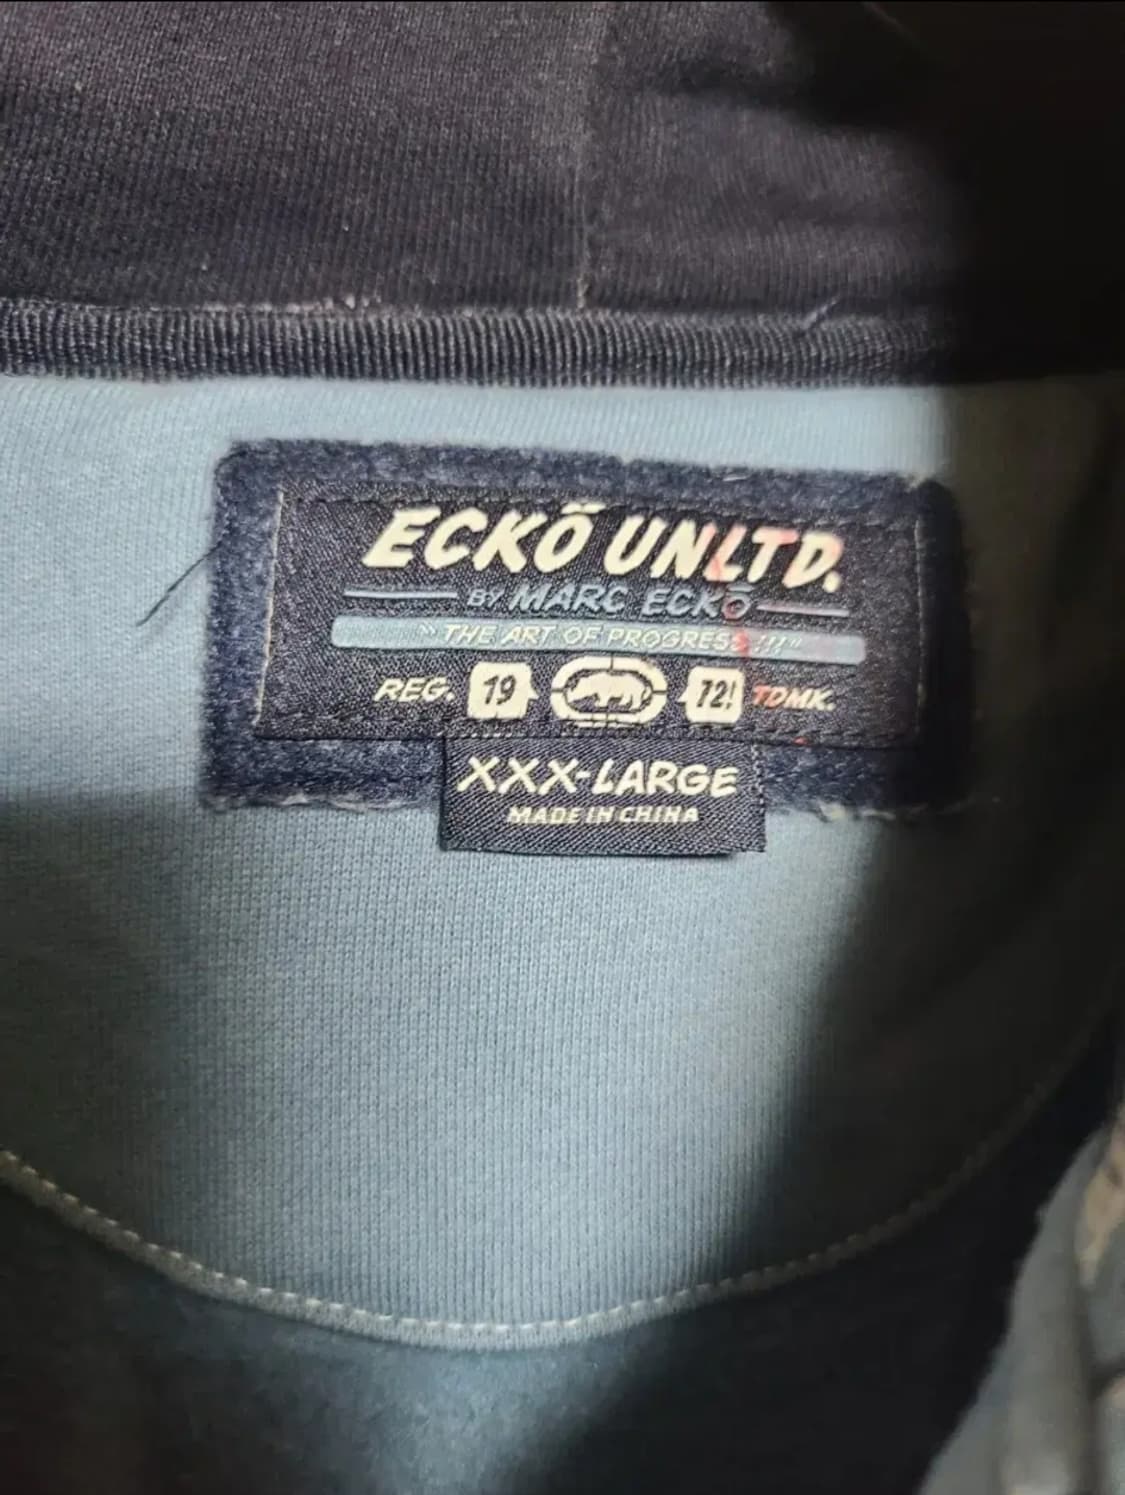 ECKŌ UNLTD.
BY MARC ECKŌ
"THE ART OF PROGRESS!!!"
REG. 19 72! TDMK.
XXX-LARGE
MADE IN CHINA